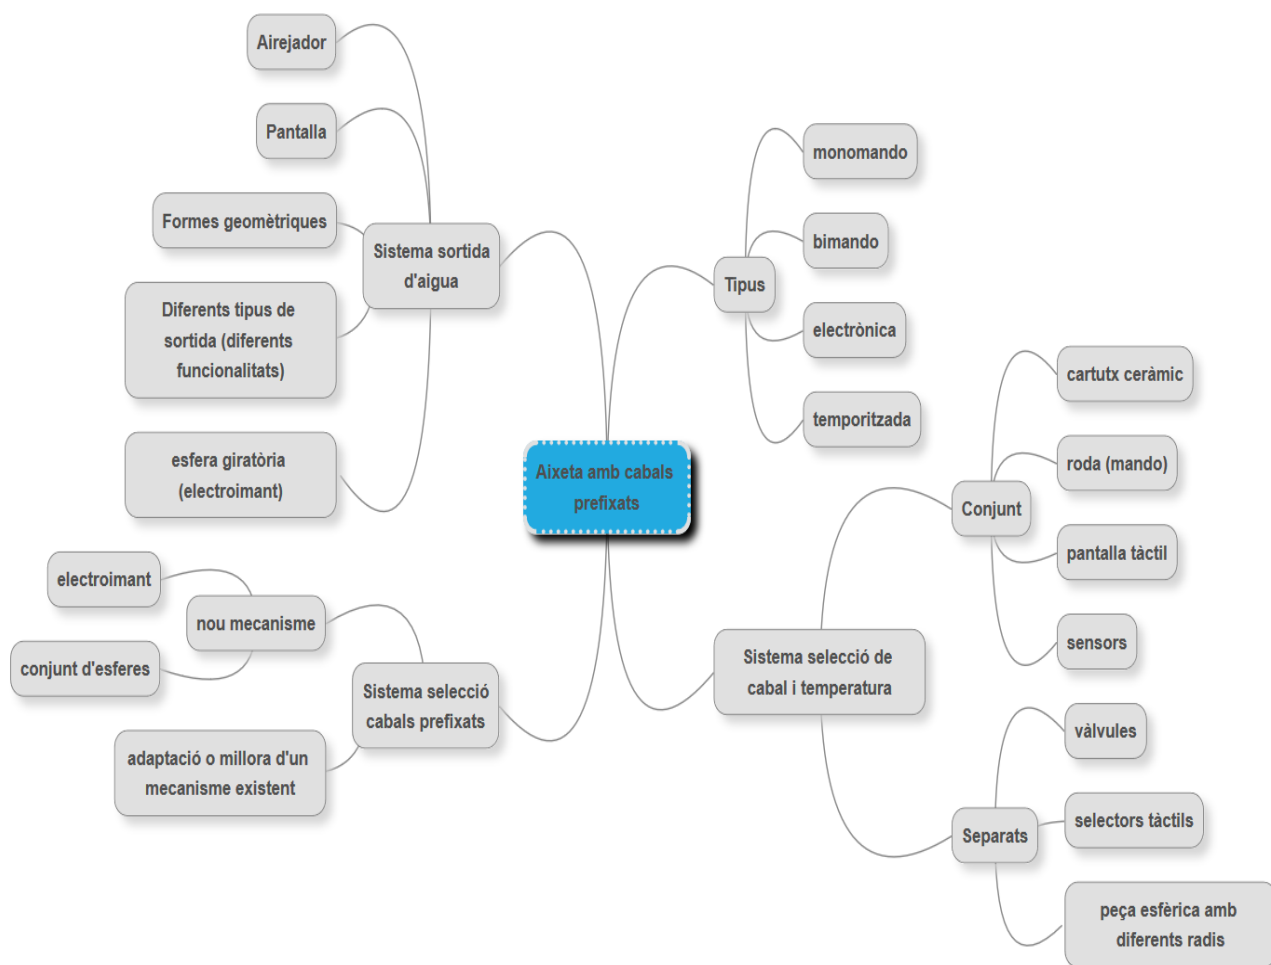 Aixeta amb cabals
prefixats
Sistema sortida
d'aigua
Airejador
Pantalla
Formes geomètriques
Diferents tipus de
sortida (diferents
funcionalitats)
esfera giratòria
(electroimant)
Sistema selecció
cabals prefixats
nou mecanisme
electroimant
conjunt d'esferes
adaptació o millora d'un
mecanisme existent
Tipus
monomando
bimando
electrònica
temporitzada
Sistema selecció de
cabal i temperatura
Conjunt
cartutx ceràmic
roda (mando)
pantalla tàctil
sensors
Separats
vàlvules
selectors tàctils
peça esfèrica amb
diferents radis